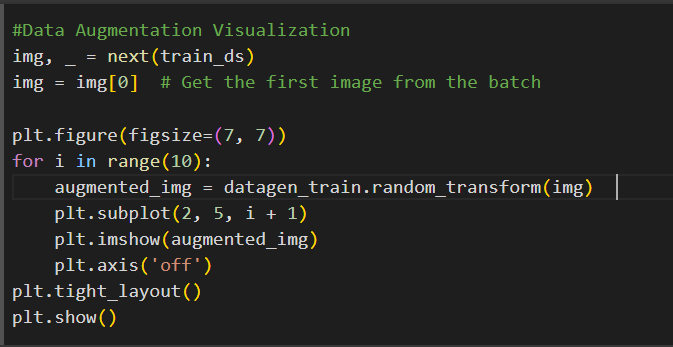 #Data Augmentation Visualization
img, _ = next(train_ds)
img = img[0]  # Get the first image from the batch
plt.figure(figsize=(7, 7))
for i in range(10):
    augmented_img = datagen_train.random_transform(img)
    plt.subplot(2, 5, i + 1)
    plt.imshow(augmented_img)
    plt.axis('off')
plt.tight_layout()
plt.show()